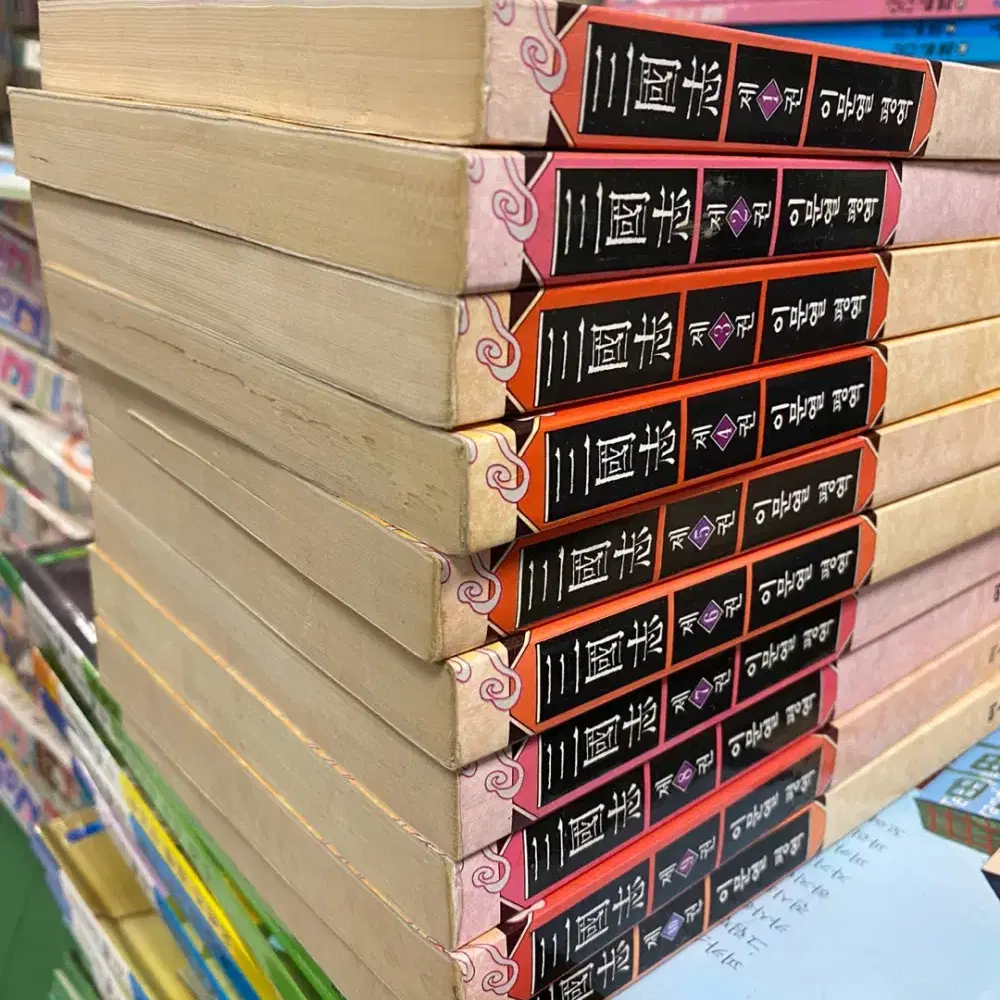 三國志 제1권 이문열 평역
三國志 제2권 이문열 평역
三國志 제3권 이문열 평역
三國志 제4권 이문열 평역
三國志 제5권 이문열 평역
三國志 제6권 이문열 평역
三國志 제7권 이문열 평역
三國志 제8권 이문열 평역
三國志 제9권 이문열 평역
三國志 제10권 이문열 평역